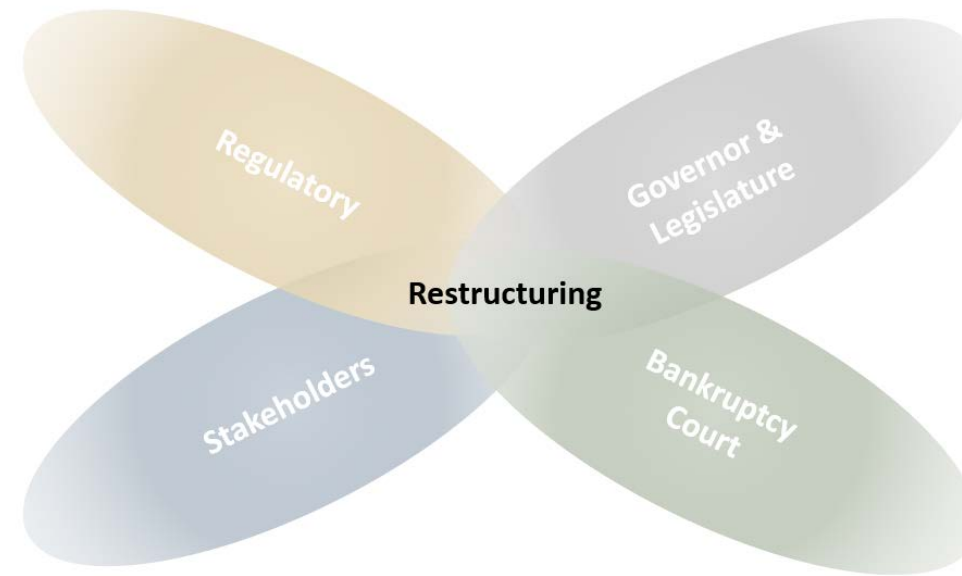 Regulatory
Governor &
Legislature
Restructuring
Stakeholders
Bankruptcy
Court